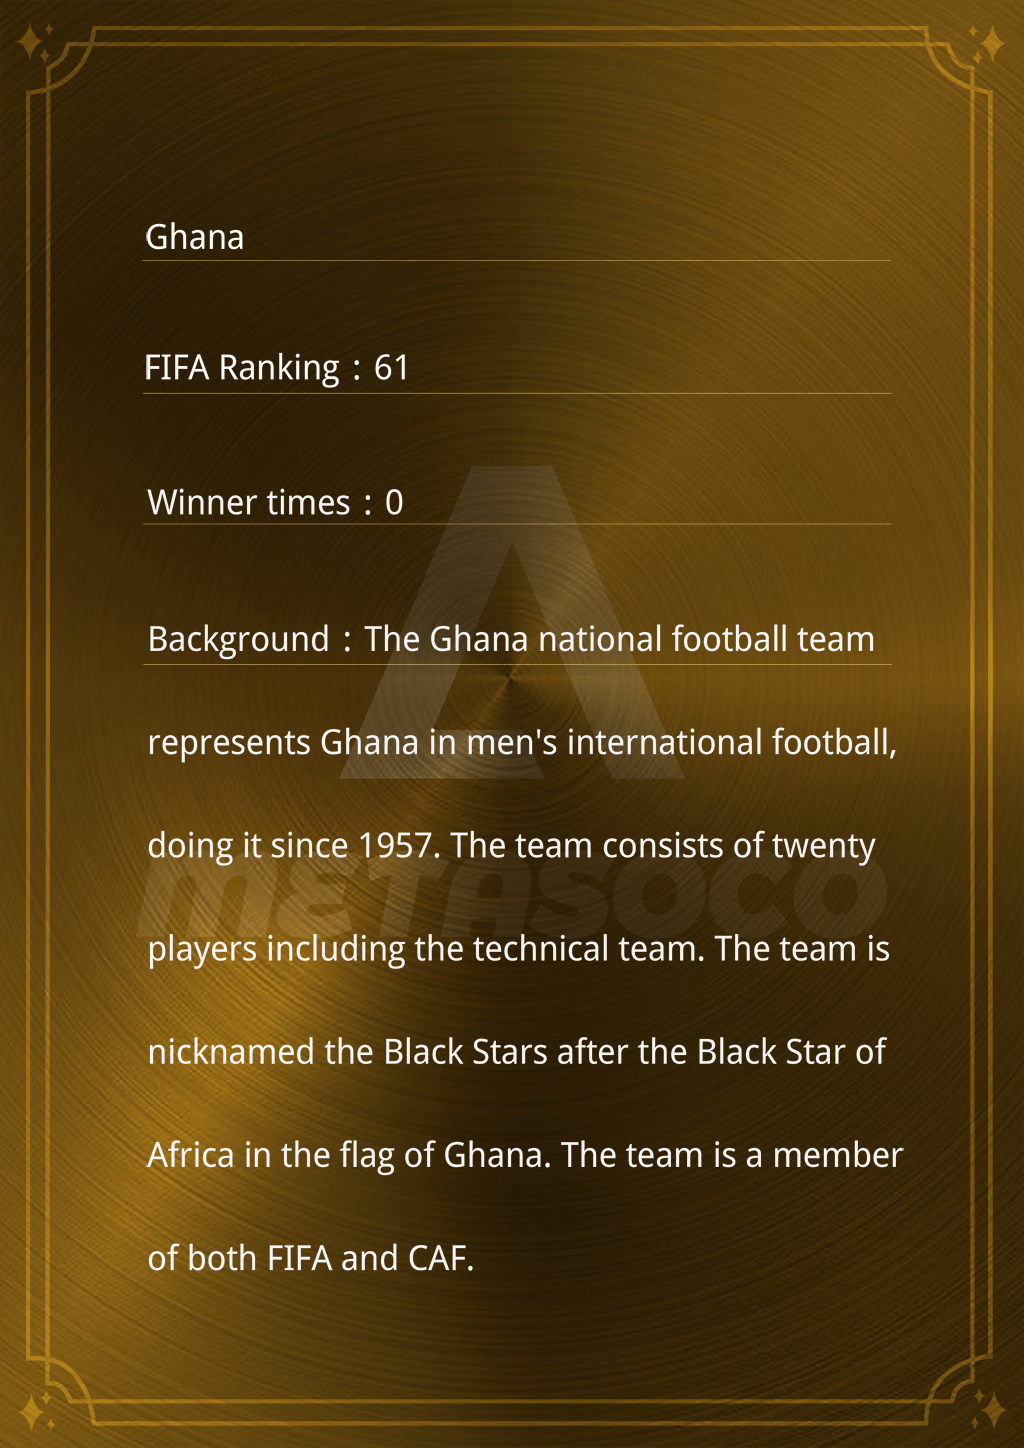 Ghana
FIFA Ranking：61
Winner times：0
Background：The Ghana national football team
represents Ghana in men's international football,
doing it since 1957. The team consists of twenty
METASOCO
players including the technical team. The team is
nicknamed the Black Stars after the Black Star of
Africa in the flag of Ghana. The team is a member
of both FIFA and CAF.